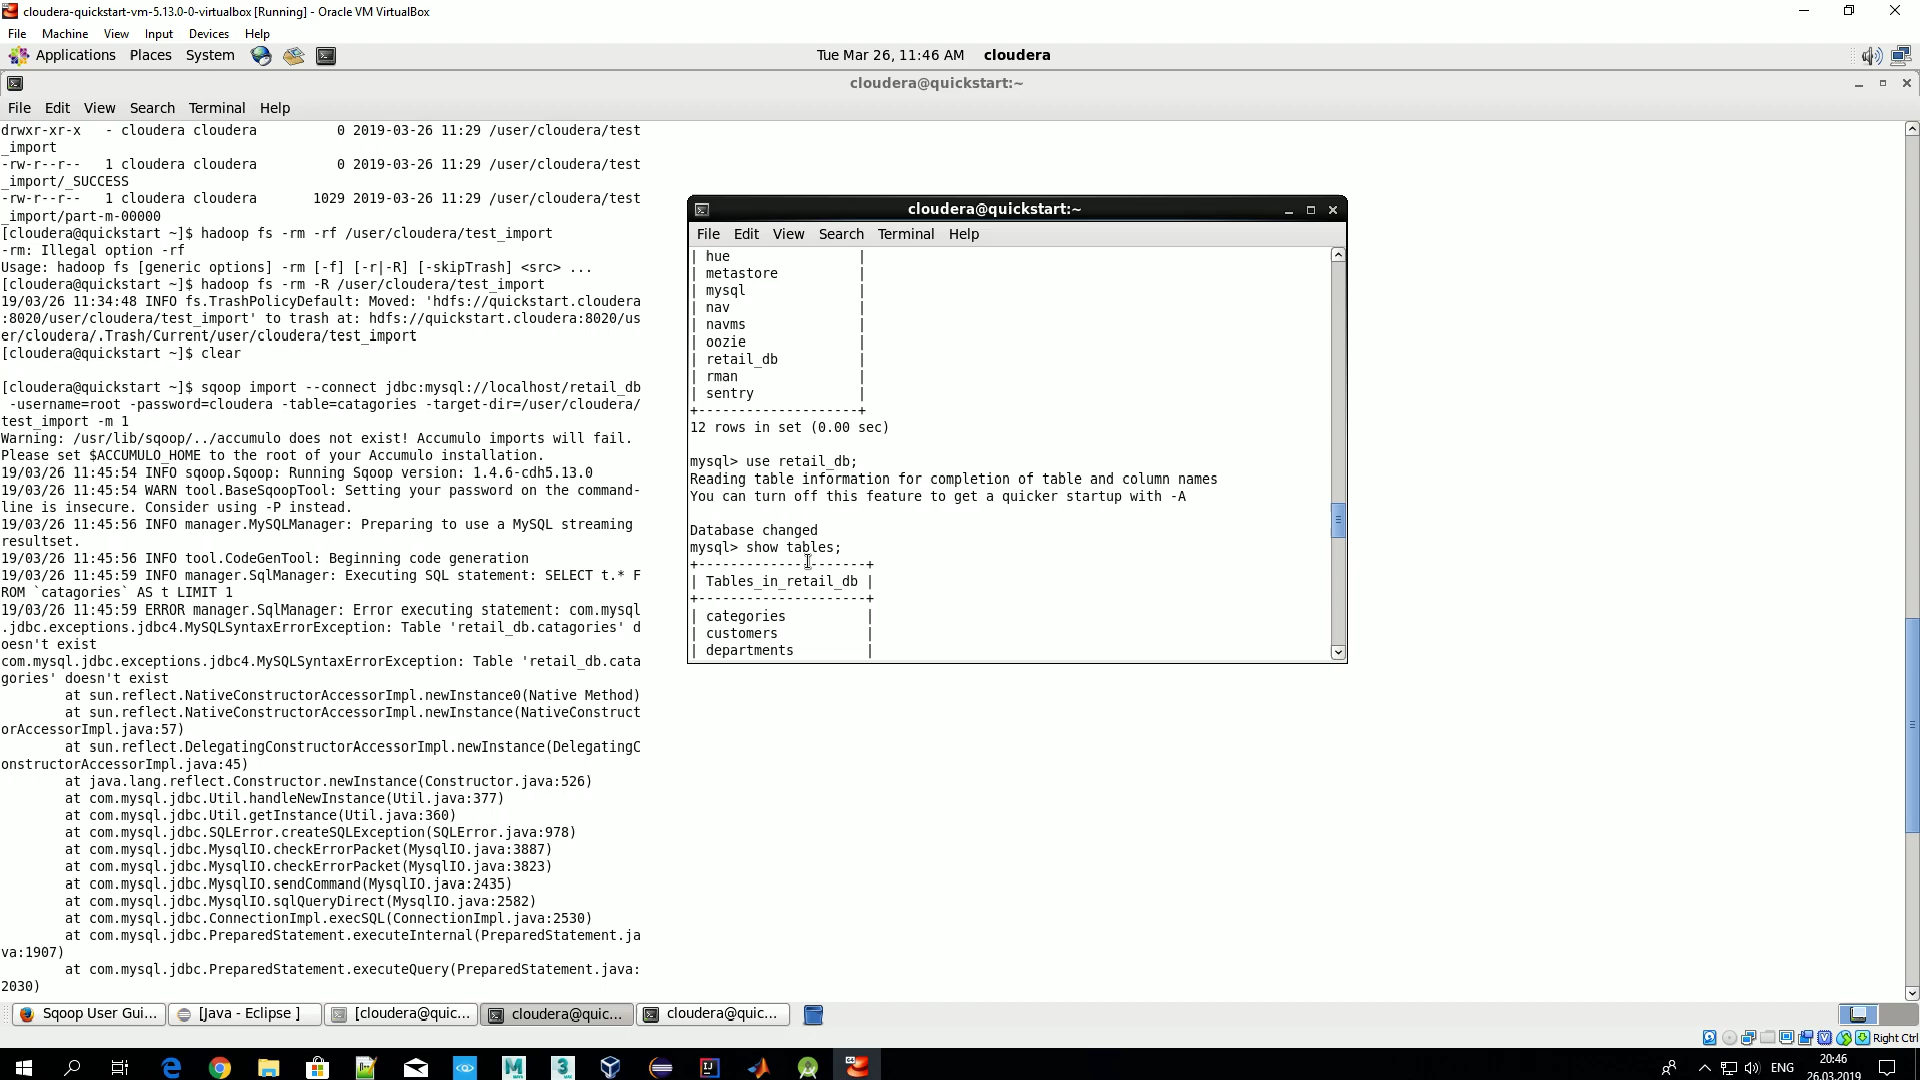 cloudera-quickstart-vm-5.13.0-0-virtualbox [Running] - Oracle VM VirtualBox
File Machine View Input Devices Help
Applications Places System Tue Mar 26, 11:46 AM cloudera
cloudera@quickstart:~
File Edit View Search Terminal Help
drwxr-xr-x   - cloudera cloudera          0 2019-03-26 11:29 /user/cloudera/test
_import
-rw-r--r--   1 cloudera cloudera          0 2019-03-26 11:29 /user/cloudera/test
_import/_SUCCESS
-rw-r--r--   1 cloudera cloudera       1029 2019-03-26 11:29 /user/cloudera/test
_import/part-m-00000
[cloudera@quickstart ~]$ hadoop fs -rm -rf /user/cloudera/test_import
-rm: Illegal option -rf
Usage: hadoop fs [generic options] -rm [-f] [-r|-R] [-skipTrash] <src> ...
[cloudera@quickstart ~]$ hadoop fs -rm -R /user/cloudera/test_import
19/03/26 11:34:48 INFO fs.TrashPolicyDefault: Moved: 'hdfs://quickstart.cloudera
:8020/user/cloudera/test_import' to trash at: hdfs://quickstart.cloudera:8020/us
er/cloudera/.Trash/Current/user/cloudera/test_import
[cloudera@quickstart ~]$ clear
[cloudera@quickstart ~]$ sqoop import --connect jdbc:mysql://localhost/retail_db
 -username=root -password=cloudera -table=catagories -target-dir=/user/cloudera/
test_import -m 1
Warning: /usr/lib/sqoop/../accumulo does not exist! Accumulo imports will fail.
Please set $ACCUMULO_HOME to the root of your Accumulo installation.
19/03/26 11:45:54 INFO sqoop.Sqoop: Running Sqoop version: 1.4.6-cdh5.13.0
19/03/26 11:45:54 WARN tool.BaseSqoopTool: Setting your password on the command-
line is insecure. Consider using -P instead.
19/03/26 11:45:56 INFO manager.MySQLManager: Preparing to use a MySQL streaming
resultset.
19/03/26 11:45:56 INFO tool.CodeGenTool: Beginning code generation
19/03/26 11:45:59 INFO manager.SqlManager: Executing SQL statement: SELECT t.* F
ROM `catagories` AS t LIMIT 1
19/03/26 11:45:59 ERROR manager.SqlManager: Error executing statement: com.mysql
.jdbc.exceptions.jdbc4.MySQLSyntaxErrorException: Table 'retail_db.catagories' d
oesn't exist
com.mysql.jdbc.exceptions.jdbc4.MySQLSyntaxErrorException: Table 'retail_db.cata
gories' doesn't exist
        at sun.reflect.NativeConstructorAccessorImpl.newInstance0(Native Method)
        at sun.reflect.NativeConstructorAccessorImpl.newInstance(NativeConstruct
orAccessorImpl.java:57)
        at sun.reflect.DelegatingConstructorAccessorImpl.newInstance(DelegatingC
onstructorAccessorImpl.java:45)
        at java.lang.reflect.Constructor.newInstance(Constructor.java:526)
        at com.mysql.jdbc.Util.handleNewInstance(Util.java:377)
        at com.mysql.jdbc.Util.getInstance(Util.java:360)
        at com.mysql.jdbc.SQLError.createSQLException(SQLError.java:978)
        at com.mysql.jdbc.MysqlIO.checkErrorPacket(MysqlIO.java:3887)
        at com.mysql.jdbc.MysqlIO.checkErrorPacket(MysqlIO.java:3823)
        at com.mysql.jdbc.MysqlIO.sendCommand(MysqlIO.java:2435)
        at com.mysql.jdbc.MysqlIO.sqlQueryDirect(MysqlIO.java:2582)
        at com.mysql.jdbc.ConnectionImpl.execSQL(ConnectionImpl.java:2530)
        at com.mysql.jdbc.PreparedStatement.executeInternal(PreparedStatement.ja
va:1907)
        at com.mysql.jdbc.PreparedStatement.executeQuery(PreparedStatement.java:
2030)
cloudera@quickstart:~
File Edit View Search Terminal Help
| hue                |
| metastore          |
| mysql              |
| nav                |
| navms              |
| oozie              |
| retail_db          |
| rman               |
| sentry             |
+--------------------+
12 rows in set (0.00 sec)
mysql> use retail_db;
Reading table information for completion of table and column names
You can turn off this feature to get a quicker startup with -A
Database changed
mysql> show tables;
+---------------------+
| Tables_in_retail_db |
+---------------------+
| categories          |
| customers           |
| departments         |
Sqoop User Gui... [Java - Eclipse ] [cloudera@quic... cloudera@quic... cloudera@quic...
Right Ctrl
ENG 20:46
26.03.2019